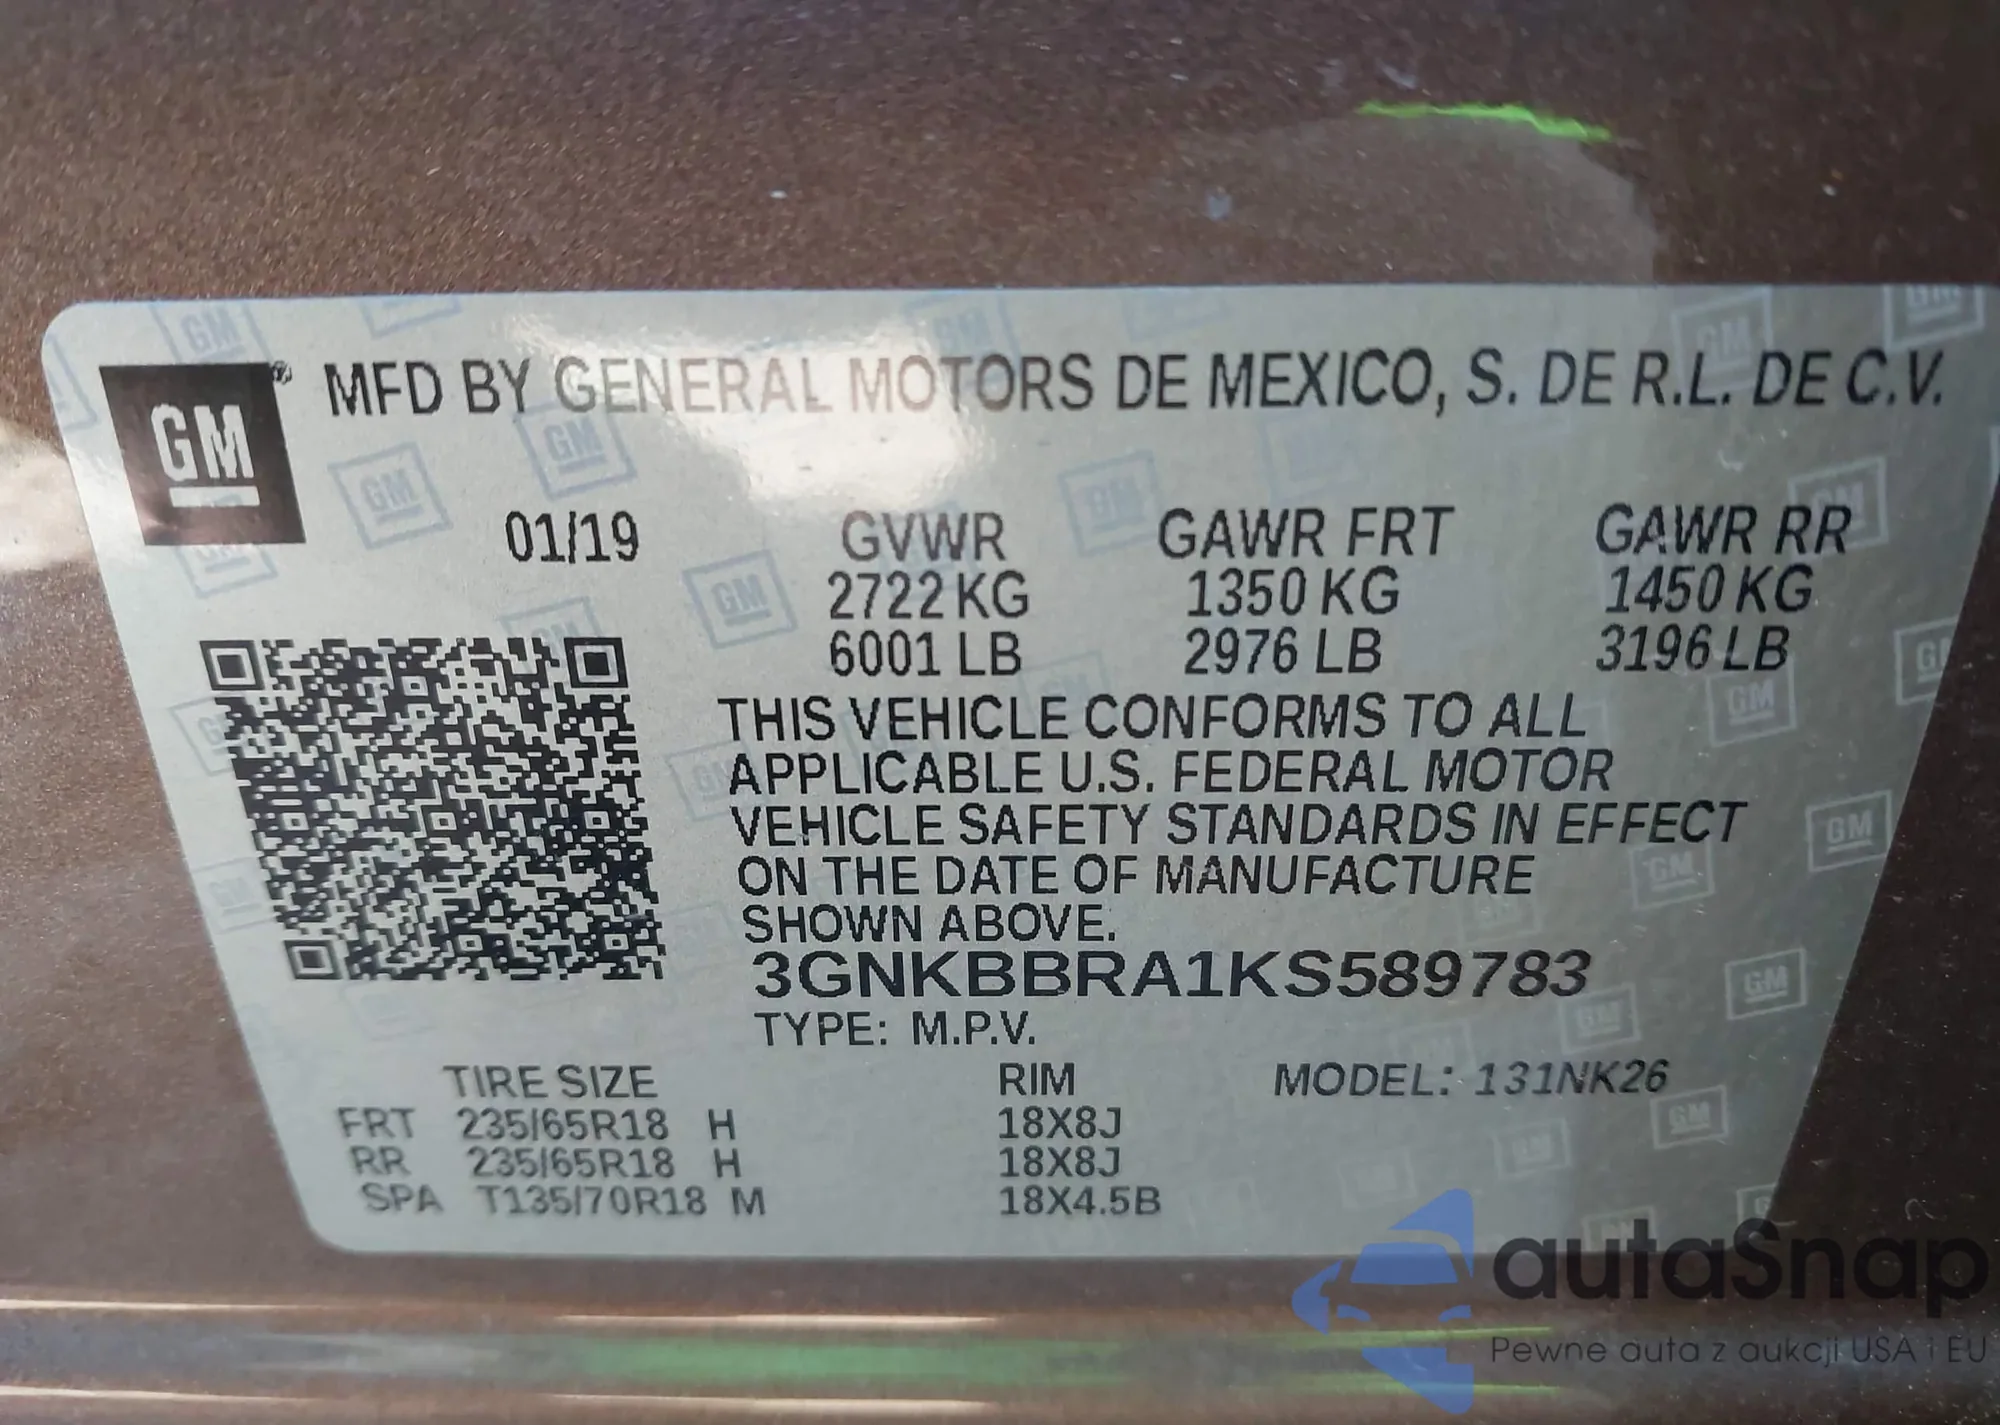 GM® MFD BY GENERAL MOTORS DE MEXICO, S. DE R.L. DE C.V.
01/19 GVWR GAWR FRT GAWR RR
2722 KG 1350 KG 1450 KG
6001 LB 2976 LB 3196 LB
THIS VEHICLE CONFORMS TO ALL
APPLICABLE U.S. FEDERAL MOTOR
VEHICLE SAFETY STANDARDS IN EFFECT
ON THE DATE OF MANUFACTURE
SHOWN ABOVE.
3GNKBBRA1KS589783
TYPE: M.P.V.
TIRE SIZE RIM MODEL: 131NK26
FRT 235/65R18 H 18X8J
RR 235/65R18 H 18X8J
SPA T135/70R18 M 18X4.5B
autaSnap
Pewne auta z aukcji USA i EU